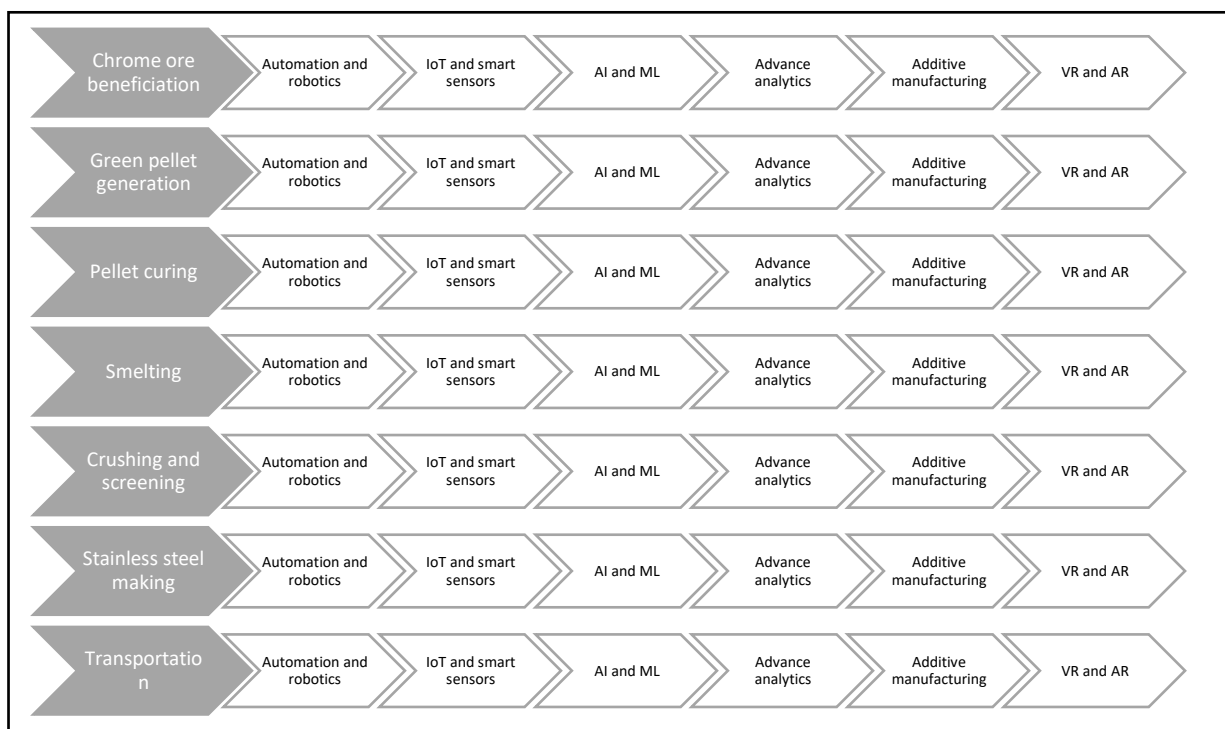 Chrome ore
beneficiation
Automation and
robotics
IoT and smart
sensors
AI and ML
Advance
analytics
Additive
manufacturing
VR and AR
Green pellet
generation
Automation and
robotics
IoT and smart
sensors
AI and ML
Advance
analytics
Additive
manufacturing
VR and AR
Pellet curing
Automation and
robotics
IoT and smart
sensors
AI and ML
Advance
analytics
Additive
manufacturing
VR and AR
Smelting
Automation and
robotics
IoT and smart
sensors
AI and ML
Advance
analytics
Additive
manufacturing
VR and AR
Crushing and
screening
Automation and
robotics
IoT and smart
sensors
AI and ML
Advance
analytics
Additive
manufacturing
VR and AR
Stainless steel
making
Automation and
robotics
IoT and smart
sensors
AI and ML
Advance
analytics
Additive
manufacturing
VR and AR
Transportatio
n
Automation and
robotics
IoT and smart
sensors
AI and ML
Advance
analytics
Additive
manufacturing
VR and AR